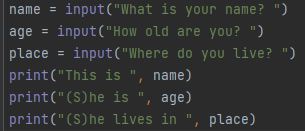 name = input("What is your name? ")
age = input("How old are you? ")
place = input("Where do you live? ")
print("This is ", name)
print("(S)he is ", age)
print("(S)he lives in ", place)